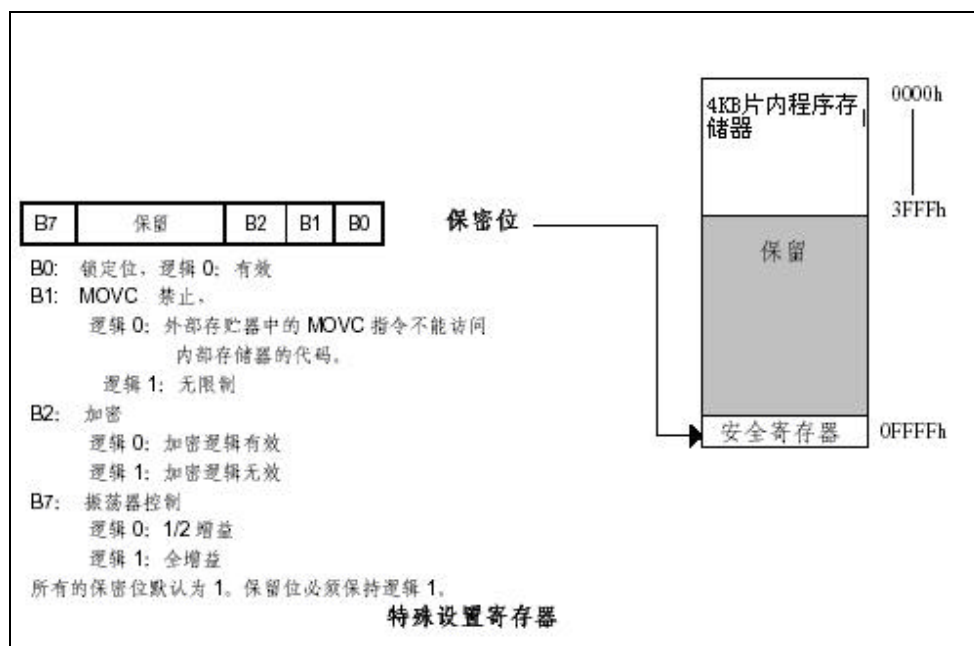 4KB片内程序存
储器
0000h
3FFFh
B7 保留 B2 B1 B0
保密位
保留
B0: 锁定位，逻辑 0：有效
B1: MOVC 禁止，
逻辑 0：外部存贮器中的 MOVC 指令不能访问
内部存储器的代码。
逻辑 1：无限制
B2: 加密
逻辑 0：加密逻辑有效
逻辑 1：加密逻辑无效
安全寄存器
0FFFFh
B7: 振荡器控制
逻辑 0：1/2 增益
逻辑 1：全增益
所有的保密位默认为 1。保留位必须保持逻辑 1。
特殊设置寄存器